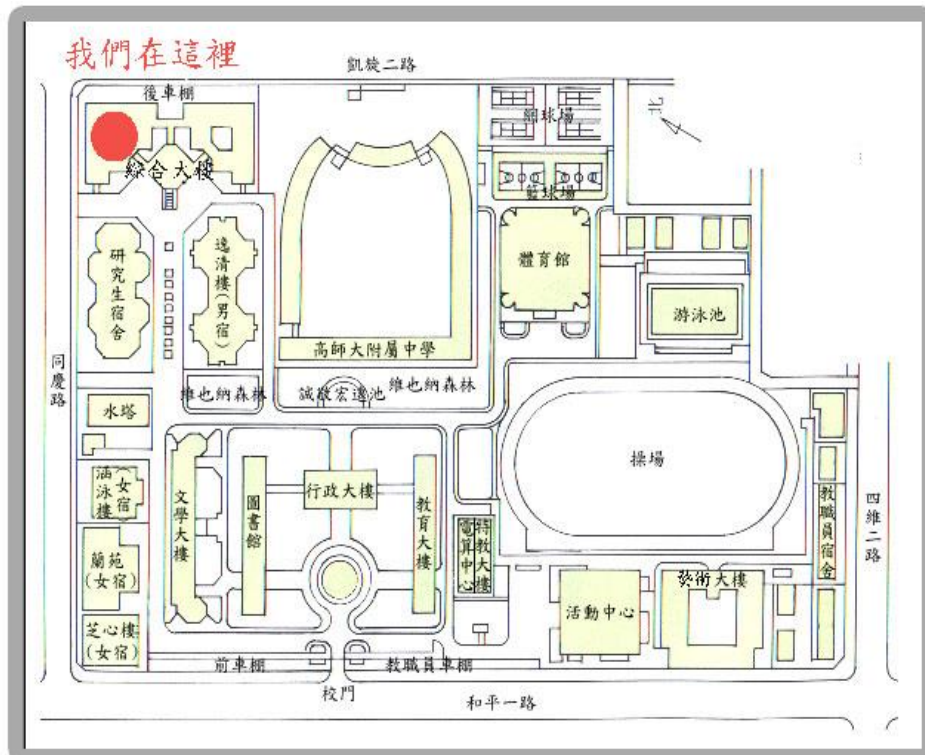 我們在這裡
凱旋二路
後車棚
網球場
北
綜合大樓
籃球場
研究生宿舍
逸清樓(男宿)
體育館
游泳池
高師大附屬中學
同慶路
維也納森林
誠敬宏遠池
維也納森林
水塔
操場
涵泳樓(女宿)
文學大樓
圖書館
行政大樓
教育大樓
電算中心
特教大樓
教職員宿舍
四維二路
蘭苑
(女宿)
藝術大樓
活動中心
芝心樓
(女宿)
前車棚
教職員車棚
校門
和平一路